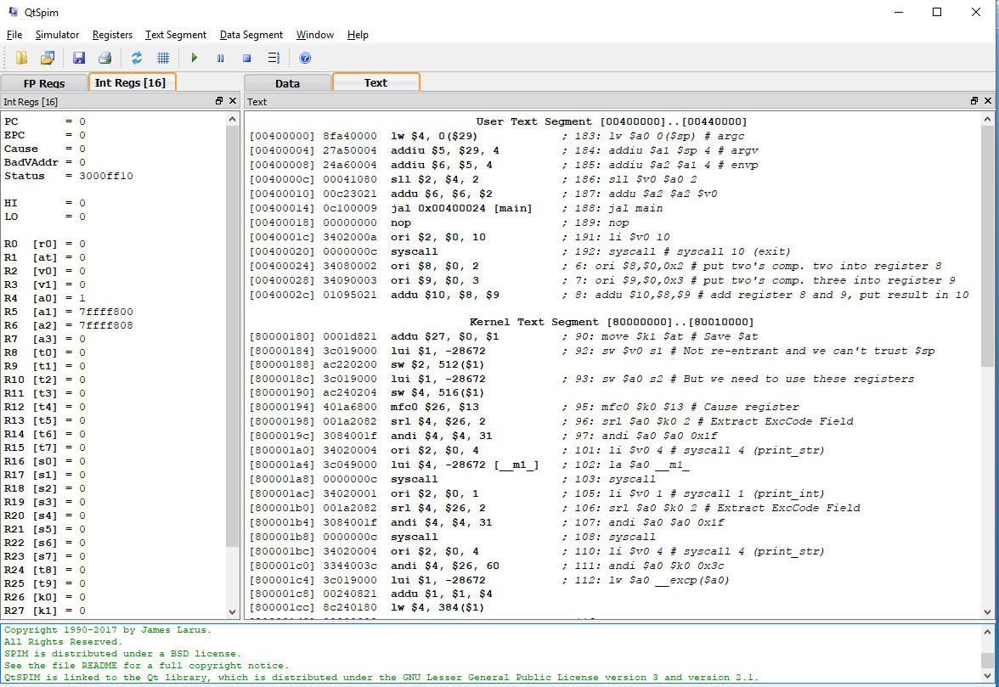 QtSpim
File Simulator Registers Text Segment Data Segment Window Help
FP Regs Int Regs [16] Data Text
Int Regs [16]
PC = 0
EPC = 0
Cause = 0
BadVAddr = 0
Status = 3000ff10
HI = 0
LO = 0
R0 [r0] = 0
R1 [at] = 0
R2 [v0] = 0
R3 [v1] = 0
R4 [a0] = 1
R5 [a1] = 7ffff800
R6 [a2] = 7ffff808
R7 [a3] = 0
R8 [t0] = 0
R9 [t1] = 0
R10 [t2] = 0
R11 [t3] = 0
R12 [t4] = 0
R13 [t5] = 0
R14 [t6] = 0
R15 [t7] = 0
R16 [s0] = 0
R17 [s1] = 0
R18 [s2] = 0
R19 [s3] = 0
R20 [s4] = 0
R21 [s5] = 0
R22 [s6] = 0
R23 [s7] = 0
R24 [t8] = 0
R25 [t9] = 0
R26 [k0] = 0
R27 [k1] = 0
Text
User Text Segment [00400000]..[00440000]
[00400000] 8fa40000 lw $4, 0($29) ; 183: lw $a0 0($sp) # argc
[00400004] 27a50004 addiu $5, $29, 4 ; 184: addiu $a1 $sp 4 # argv
[00400008] 24a60004 addiu $6, $5, 4 ; 185: addiu $a2 $a1 4 # envp
[0040000c] 00041080 sll $2, $4, 2 ; 186: sll $v0 $a0 2
[00400010] 00c23021 addu $6, $6, $2 ; 187: addu $a2 $a2 $v0
[00400014] 0c100009 jal 0x00400024 [main] ; 188: jal main
[00400018] 00000000 nop ; 189: nop
[0040001c] 3402000a ori $2, $0, 10 ; 191: li $v0 10
[00400020] 0000000c syscall ; 192: syscall # syscall 10 (exit)
[00400024] 34080002 ori $8, $0, 2 ; 6: ori $8,$0,0x2 # put two's comp. two into register 8
[00400028] 34090003 ori $9, $0, 3 ; 7: ori $9,$0,0x3 # put two's comp. three into register 9
[0040002c] 01095021 addu $10, $8, $9 ; 8: addu $10,$8,$9 # add register 8 and 9, put result in 10
Kernel Text Segment [80000000]..[80010000]
[80000180] 0001d821 addu $27, $0, $1 ; 90: move $k1 $at # Save $at
[80000184] 3c019000 lui $1, -28672 ; 92: sw $v0 s1 # Not re-entrant and we can't trust $sp
[80000188] ac220200 sw $2, 512($1)
[8000018c] 3c019000 lui $1, -28672 ; 93: sw $a0 s2 # But we need to use these registers
[80000190] ac240204 sw $4, 516($1)
[80000194] 401a6800 mfc0 $26, $13 ; 95: mfc0 $k0 $13 # Cause register
[80000198] 001a2082 srl $4, $26, 2 ; 96: srl $a0 $k0 2 # Extract ExcCode Field
[8000019c] 3084001f andi $4, $4, 31 ; 97: andi $a0 $a0 0x1f
[800001a0] 34020004 ori $2, $0, 4 ; 101: li $v0 4 # syscall 4 (print_str)
[800001a4] 3c049000 lui $4, -28672 [__m1_] ; 102: la $a0 __m1_
[800001a8] 0000000c syscall ; 103: syscall
[800001ac] 34020001 ori $2, $0, 1 ; 105: li $v0 1 # syscall 1 (print_int)
[800001b0] 001a2082 srl $4, $26, 2 ; 106: srl $a0 $k0 2 # Extract ExcCode Field
[800001b4] 3084001f andi $4, $4, 31 ; 107: andi $a0 $a0 0x1f
[800001b8] 0000000c syscall ; 108: syscall
[800001bc] 34020004 ori $2, $0, 4 ; 110: li $v0 4 # syscall 4 (print_str)
[800001c0] 3344003c andi $4, $26, 60 ; 111: andi $a0 $k0 0x3c
[800001c4] 3c019000 lui $1, -28672 ; 112: lw $a0 __excp($a0)
[800001c8] 00240821 addu $1, $1, $4
[800001cc] 8c240180 lw $4, 384($1)
Copyright 1990-2017 by James Larus.
All Rights Reserved.
SPIM is distributed under a BSD license.
See the file README for a full copyright notice.
QtSPIM is linked to the Qt library, which is distributed under the GNU Lesser General Public License version 3 and version 2.1.